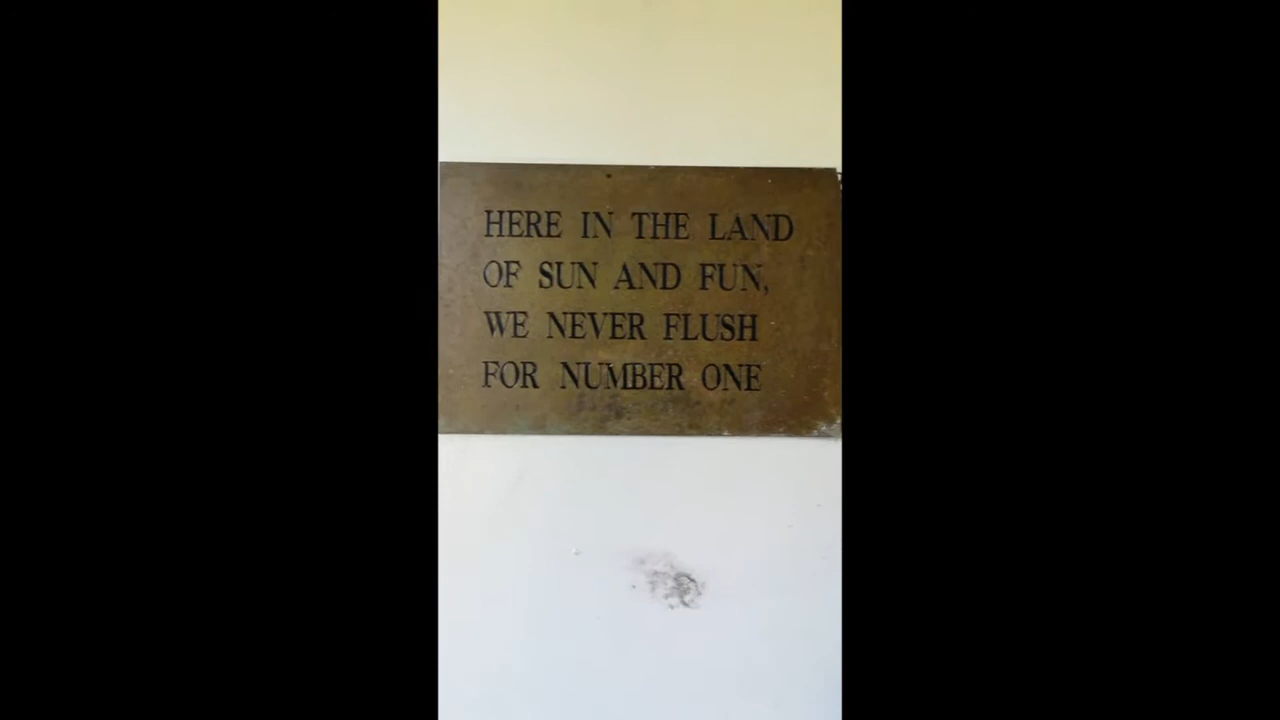 HERE IN THE LAND
OF SUN AND FUN,
WE NEVER FLUSH
FOR NUMBER ONE